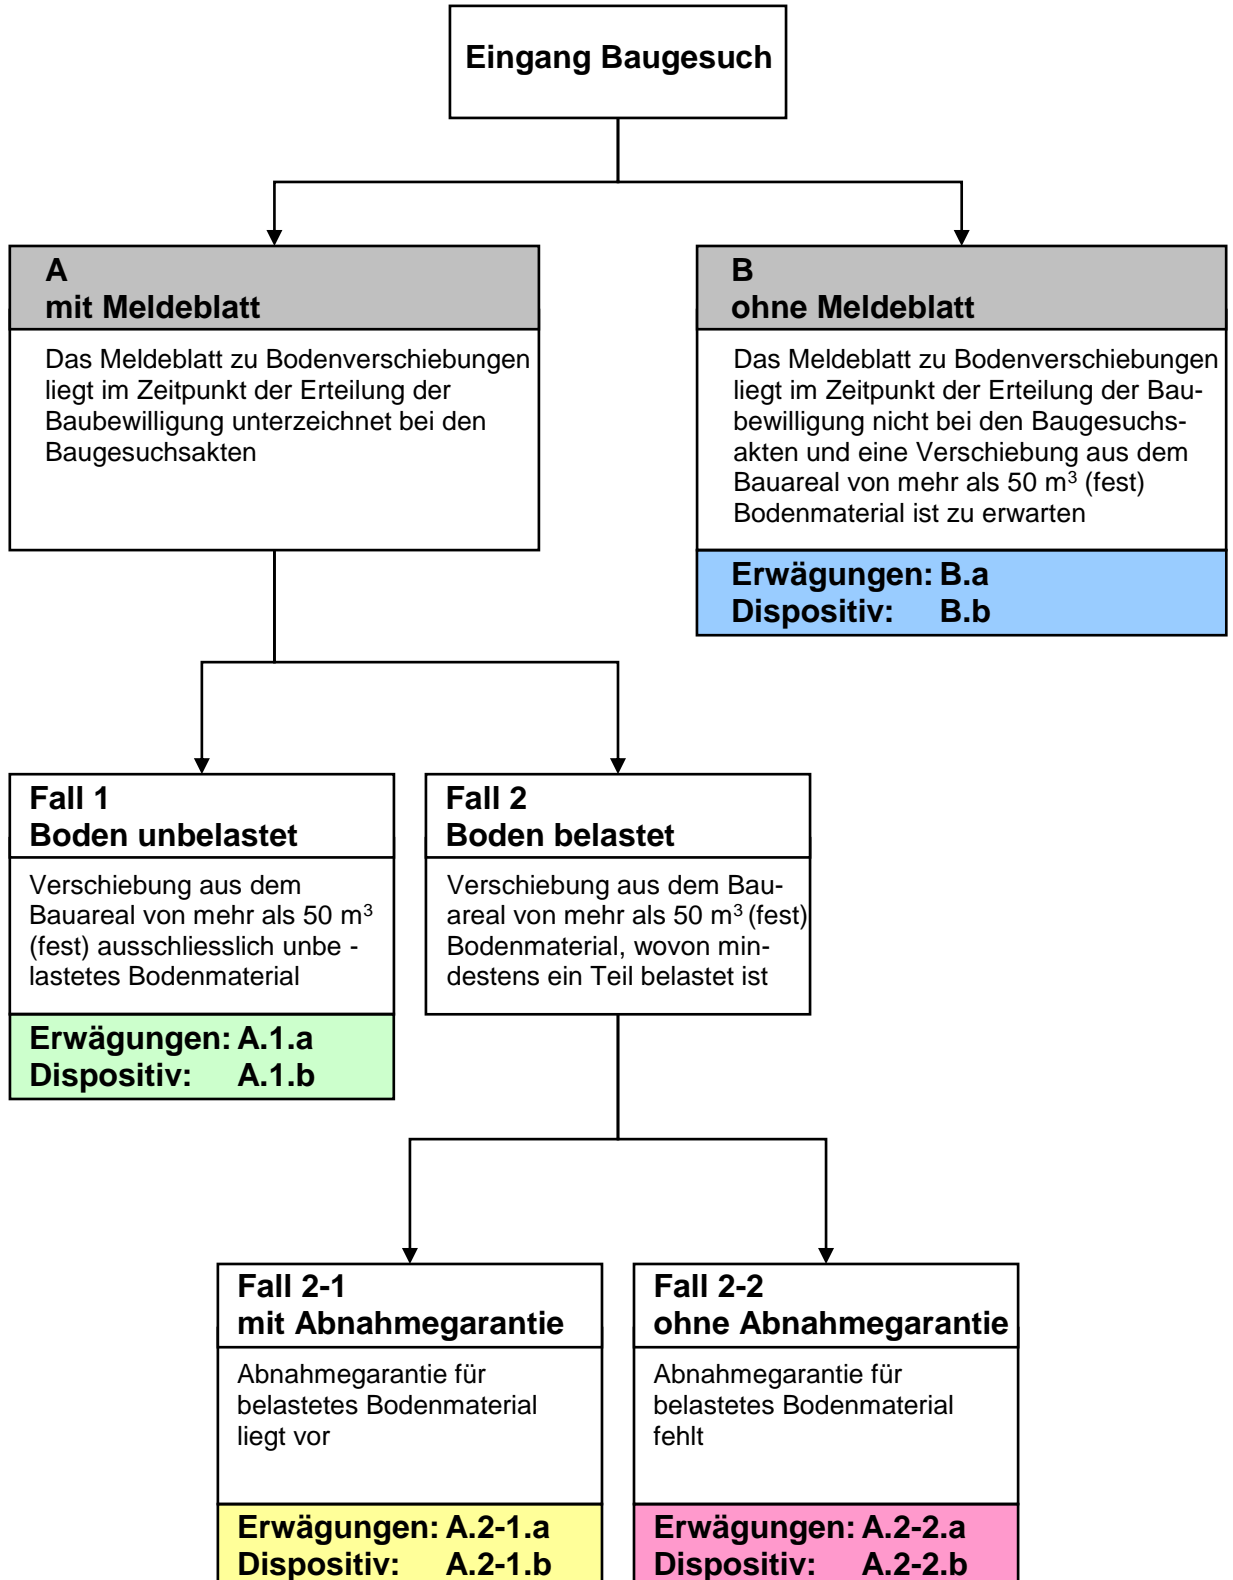 Eingang Baugesuch
A
mit Meldeblatt
Das Meldeblatt zu Bodenverschiebungen
liegt im Zeitpunkt der Erteilung der
Baubewilligung unterzeichnet bei den
Baugesuchsakten
B
ohne Meldeblatt
Das Meldeblatt zu Bodenverschiebungen
liegt im Zeitpunkt der Erteilung der Bau-
bewilligung nicht bei den Baugesuchs-
akten und eine Verschiebung aus dem
Bauareal von mehr als 50 m³ (fest)
Bodenmaterial ist zu erwarten
Erwägungen: B.a
Dispositiv: B.b
Fall 1
Boden unbelastet
Verschiebung aus dem
Bauareal von mehr als 50 m³
(fest) ausschliesslich unbe -
lastetes Bodenmaterial
Erwägungen: A.1.a
Dispositiv: A.1.b
Fall 2
Boden belastet
Verschiebung aus dem Bau-
areal von mehr als 50 m³ (fest)
Bodenmaterial, wovon min-
destens ein Teil belastet ist
Fall 2-1
mit Abnahmegarantie
Abnahmegarantie für
belastetes Bodenmaterial
liegt vor
Erwägungen: A.2-1.a
Dispositiv: A.2-1.b
Fall 2-2
ohne Abnahmegarantie
Abnahmegarantie für
belastetes Bodenmaterial
fehlt
Erwägungen: A.2-2.a
Dispositiv: A.2-2.b